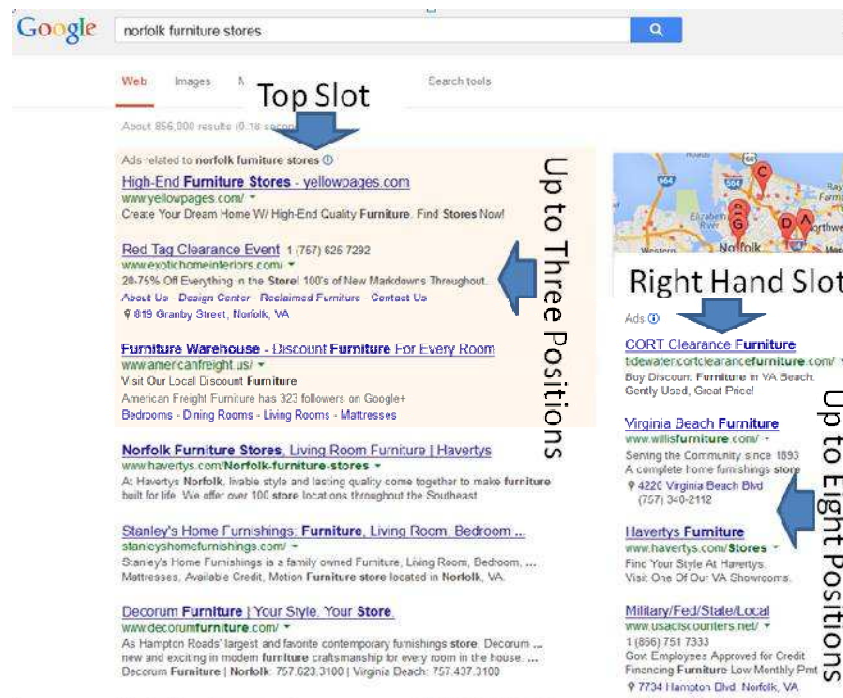 Google
norfolk furniture stores
Web Images Search tools
Top Slot
About 856,000 results
Ads related to norfolk furniture stores
High-End Furniture Stores - yellowpages.com
www.yellowpages.com/
Create Your Dream Home W/ High-End Quality Furniture. Find Stores Now!
Red Tag Clearance Event 1 (757) 625 7292
www.exotichomeinteriors.com/
20-75% Off Everything in the Store! 100's of New Markdowns Throughout.
About Us - Design Center - Reclaimed Furniture - Contact Us
819 Granby Street, Norfolk, VA
Furniture Warehouse - Discount Furniture For Every Room
www.americanfreight.us/
Visit Our Local Discount Furniture
American Freight Furniture has 323 followers on Google+
Bedrooms - Dining Rooms - Living Rooms - Mattresses
Up to Three Positions
Norfolk Furniture Stores, Living Room Furniture | Havertys
www.havertys.com/Norfolk-furniture-stores
At Havertys Norfolk, livable style and lasting quality come together to make furniture
built for life. We offer over 100 store locations throughout the Southeast
Stanley's Home Furnishings: Furniture, Living Room, Bedroom ...
stanleyshomefurnishings.com/
Stanley's Home Furnishings is a family owned Furniture, Living Room, Bedroom, ...
Mattresses, Available Credit, Motion Furniture store located in Norfolk, VA.
Decorum Furniture | Your Style, Your Store.
www.decorumfurniture.com/
As Hampton Roads' largest and favorite contemporary furnishings store, Decorum ...
new and exciting in modern furniture craftsmanship for every room in the house. ...
Decorum Furniture | Norfolk: 757.623.3100 | Virginia Beach: 757.437.3100
Roads
64
564
C
Elizabeth River
G
D
A
Norfolk
Western
Right Hand Slot
Ads
CORT Clearance Furniture
tidewater.cortclearancefurniture.com/
Buy Discount Furniture in VA Beach.
Gently Used, Great Price!
Virginia Beach Furniture
www.willisfurniture.com/
Serving the Community since 1893
A complete home furnishings store
4220 Virginia Beach Blvd
(757) 340-2112
Havertys Furniture
www.havertys.com/Stores
Find Your Style At Havertys.
Visit One Of Our VA Showrooms.
Military/Fed/State/Local
www.usadiscounters.net/
1 (866) 751 7333
Govt Employees Approved for Credit
Financing Furniture Low Monthly Pmt
7734 Hampton Blvd, Norfolk, VA
Up to Eight Positions